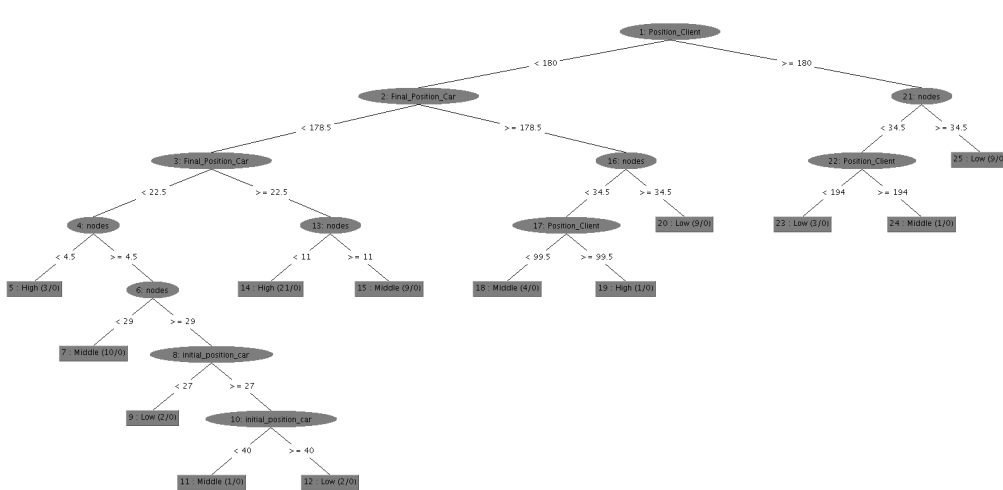 1: Position_Client
< 180
>= 180
2: Final_Position_Car
21: nodes
< 178.5
>= 178.5
< 34.5
>= 34.5
3: Final_Position_Car
16: nodes
22: Position_Client
25 : Low (9/0
< 22.5
>= 22.5
< 34.5
>= 34.5
< 194
>= 194
4: nodes
13: nodes
17: Position_Client
20 : Low (9/0)
23 : Low (3/0)
24 : Middle (1/0)
< 4.5
>= 4.5
< 11
>= 11
< 99.5
>= 99.5
5 : High (3/0)
6: nodes
14 : High (21/0)
15 : Middle (9/0)
18 : Middle (4/0)
19 : High (1/0)
< 29
>= 29
7 : Middle (10/0)
8: initial_position_car
< 27
>= 27
9 : Low (2/0)
10: initial_position_car
< 40
>= 40
11 : Middle (1/0)
12 : Low (2/0)